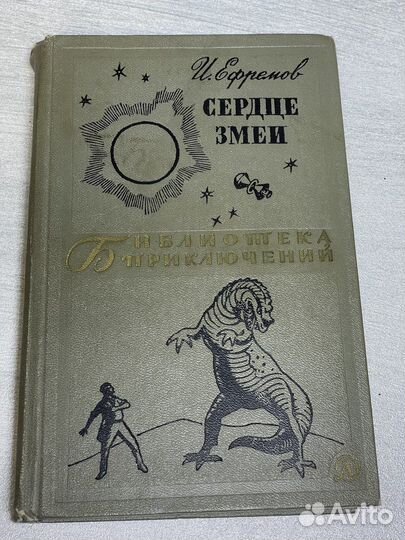 И. Ефремов
СЕРДЦЕ
ЗМЕИ
БИБЛИОТЕКА
ПРИКЛЮЧЕНИЙ
Avito